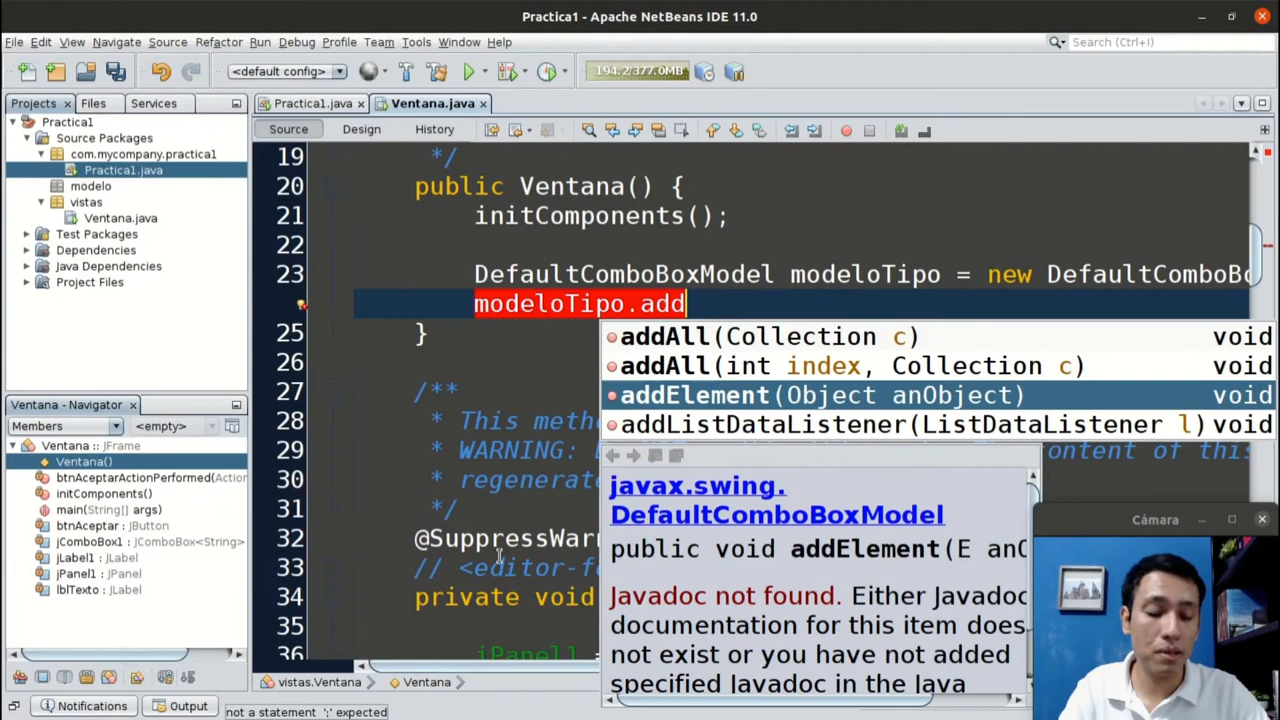 Practica1 - Apache NetBeans IDE 11.0
File Edit View Navigate Source Refactor Run Debug Profile Team Tools Window Help
Search (Ctrl+I)
<default config>
194.2/377.0MB
Projects Files Services
Practica1.java Ventana.java
Practica1
Source Packages
com.mycompany.practica1
Practica1.java
modelo
vistas
Ventana.java
Test Packages
Dependencies
Java Dependencies
Project Files
Source Design History
19 */
20 public Ventana() {
21 initComponents();
22
23 DefaultComboBoxModel modeloTipo = new DefaultComboBo
modeloTipo.add
25 }
26
27 /**
28 * This meth
29 * WARNING: ontent of this
30 * regenerate
31 */
32 @SuppressWarn
33 // <editor-f
34 private void
35
36 jPanel1
addAll(Collection c) void
addAll(int index, Collection c) void
addElement(Object anObject) void
addListDataListener(ListDataListener l) void
javax.swing.
DefaultComboBoxModel
public void addElement(E anO
Javadoc not found. Either Javadoc
documentation for this item does
not exist or you have not added
specified Javadoc in the Java
Ventana - Navigator
Members <empty>
Ventana :: JFrame
Ventana()
btnAceptarActionPerformed(Action
initComponents()
main(String[] args)
btnAceptar : JButton
jComboBox1 : JComboBox<String>
jLabel1 : JLabel
jPanel1 : JPanel
lblTexto : JLabel
vistas.Ventana Ventana
Notifications Output
not a statement ';' expected
Cámara